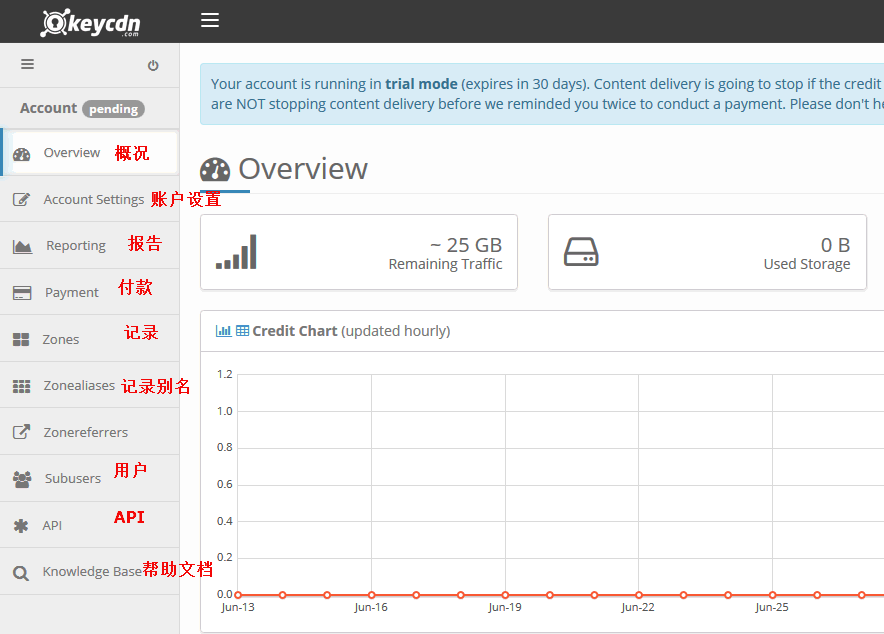 keycdn
.com
Account pending
Overview 概况
Account Settings 账户设置
Reporting 报告
Payment 付款
Zones 记录
Zonealiases 记录别名
Zonereferrers
Subusers 用户
API API
Knowledge Base 帮助文档
Your account is running in trial mode (expires in 30 days). Content delivery is going to stop if the credit
are NOT stopping content delivery before we reminded you twice to conduct a payment. Please don't he
Overview
~ 25 GB
Remaining Traffic
0 B
Used Storage
Credit Chart (updated hourly)
1.2
1.0
0.8
0.6
0.4
0.2
0.0
Jun-13 Jun-16 Jun-19 Jun-22 Jun-25